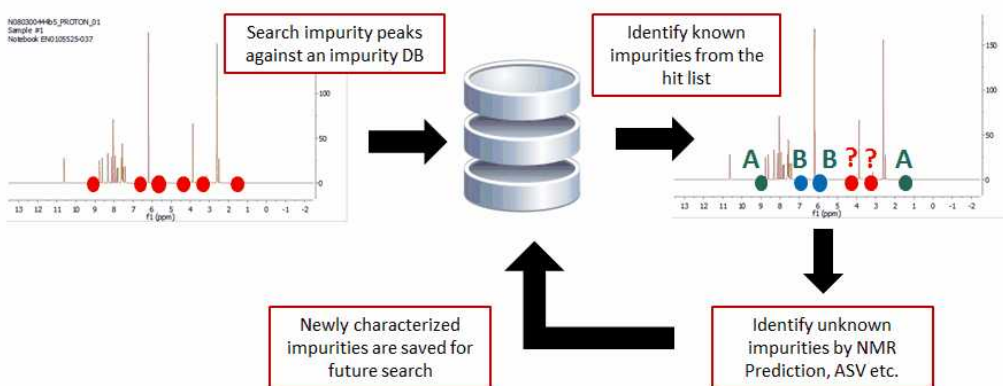 N080300444b5_PROTON_01
Sample #1
Notebook EN0105525-037
Search impurity peaks
against an impurity DB
Identify known
impurities from the
hit list
100
50
0
13 12 11 10 9 8 7 6 5 4 3 2 1 0 -1 -2
f1 (ppm)
150
100
50
0
A B B ? ? A
13 12 11 10 9 8 7 6 5 4 3 2 1 0 -1 -2
f1 (ppm)
Newly characterized
impurities are saved for
future search
Identify unknown
impurities by NMR
Prediction, ASV etc.